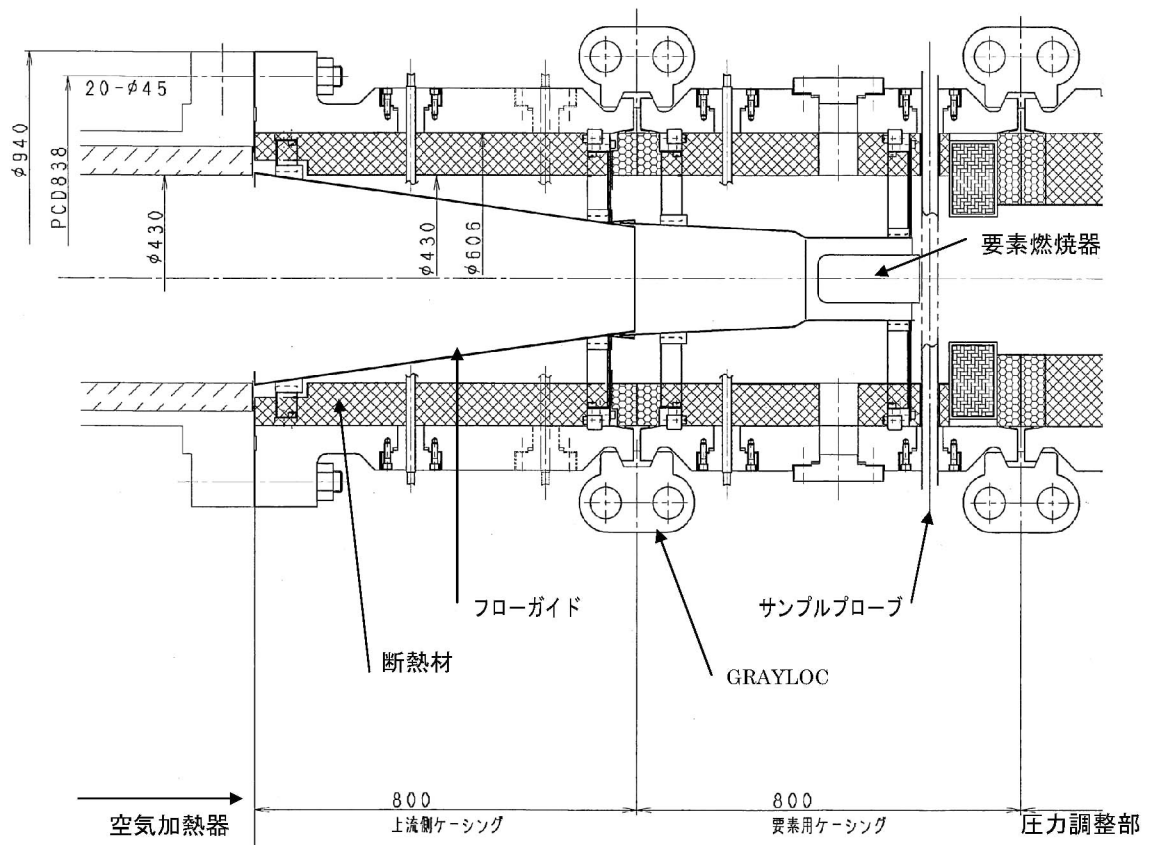 20-φ45
φ940
PCD838
φ430
φ430
φ606
要素燃焼器
フローガイド
サンプルプローブ
断熱材
GRAYLOC
800
800
空気加熱器
上流側ケーシング
要素用ケーシング
圧力調整部